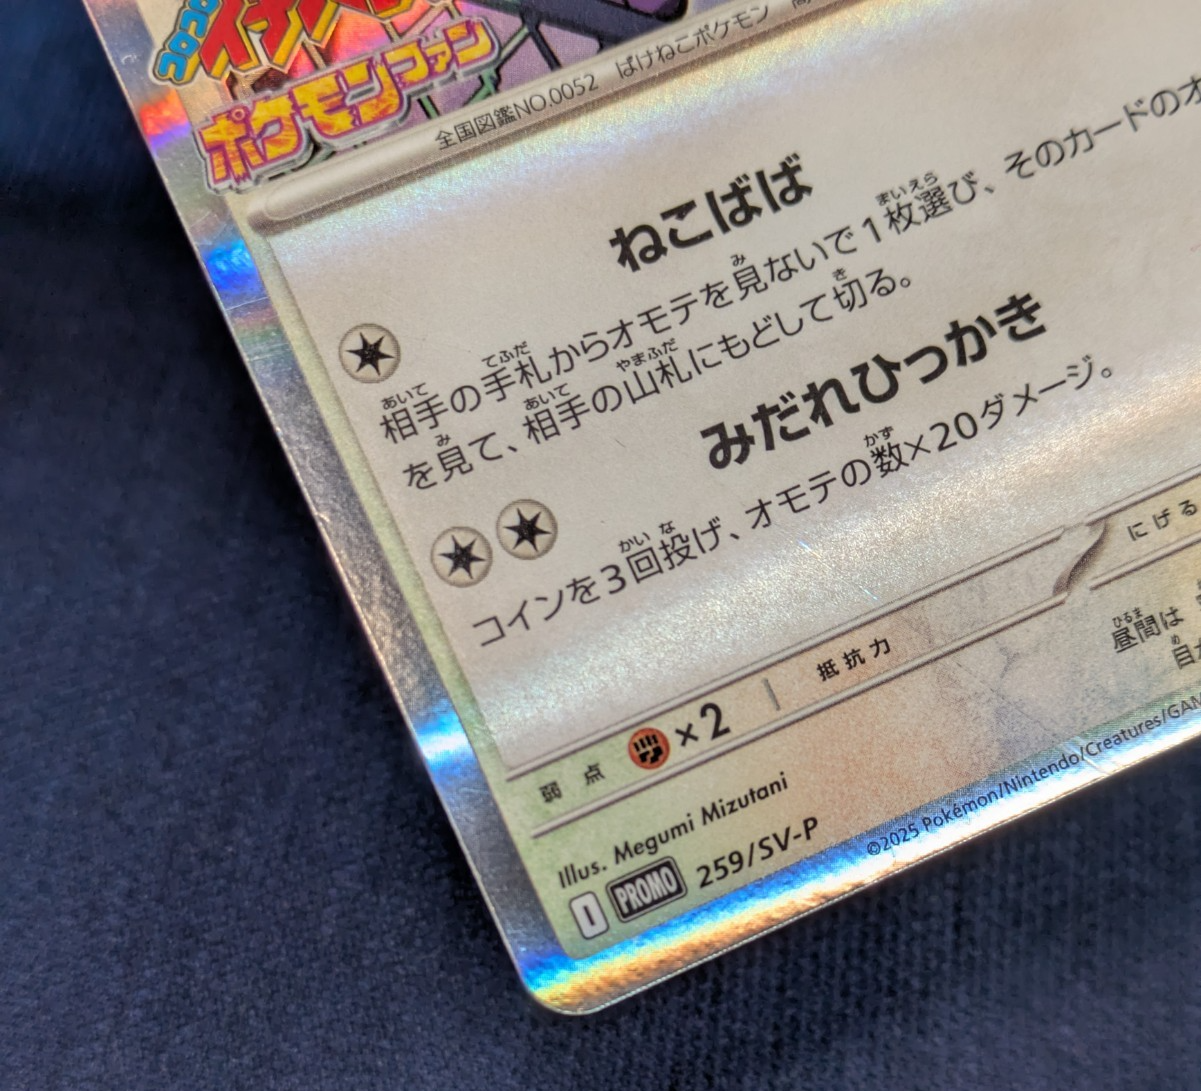 コロコロ
イチバン!
ポケモンファン
全国図鑑NO.0052 ばけねこポケモン
ねこばば
相手の手札からオモテを見ないで1枚選び、そのカードのオ
を見て、相手の山札にもどして切る。
みだれひっかき
コインを3回投げ、オモテの数×20ダメージ。
弱点 ×2 抵抗力 にげる
昼間は
自
Illus. Megumi Mizutani
I PROMO 259/SV-P
©2025 Pokémon/Nintendo/Creatures/GAM